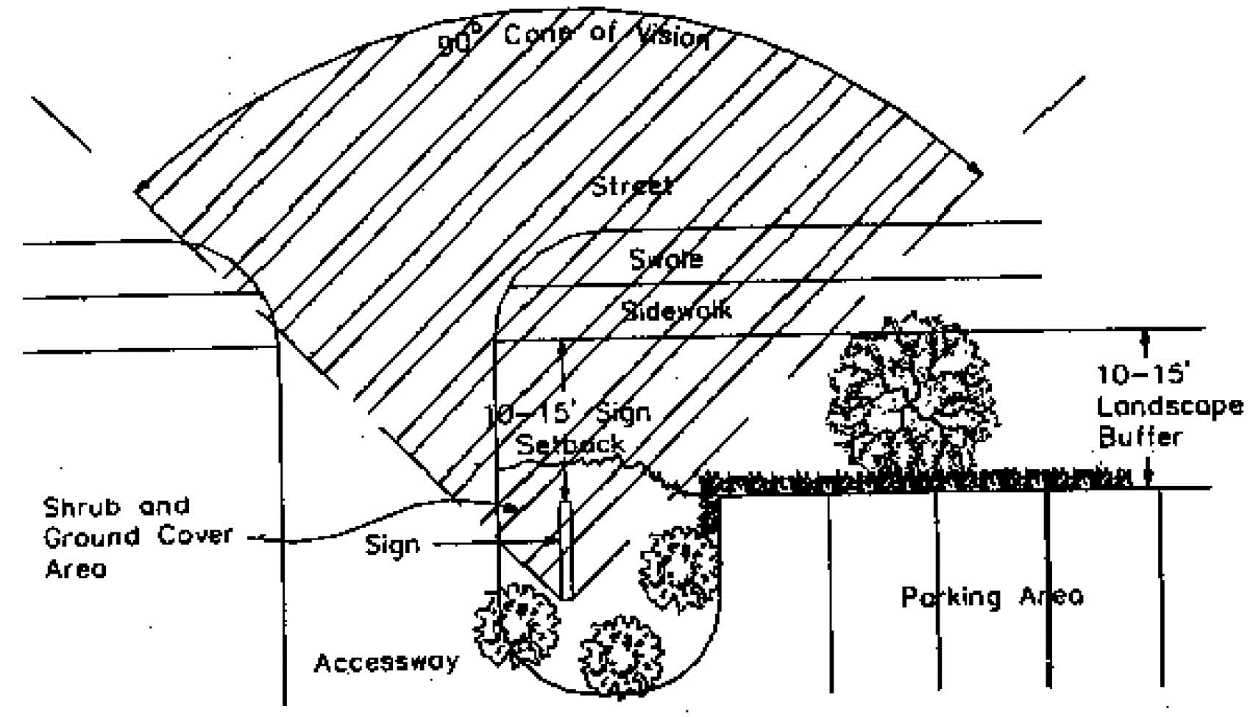 90° Cone of Vision
Street
Swale
Sidewalk
10-15'
Landscape
Buffer
10-15' Sign
Setback
Shrub and
Ground Cover
Area
Sign
Parking Area
Accessway